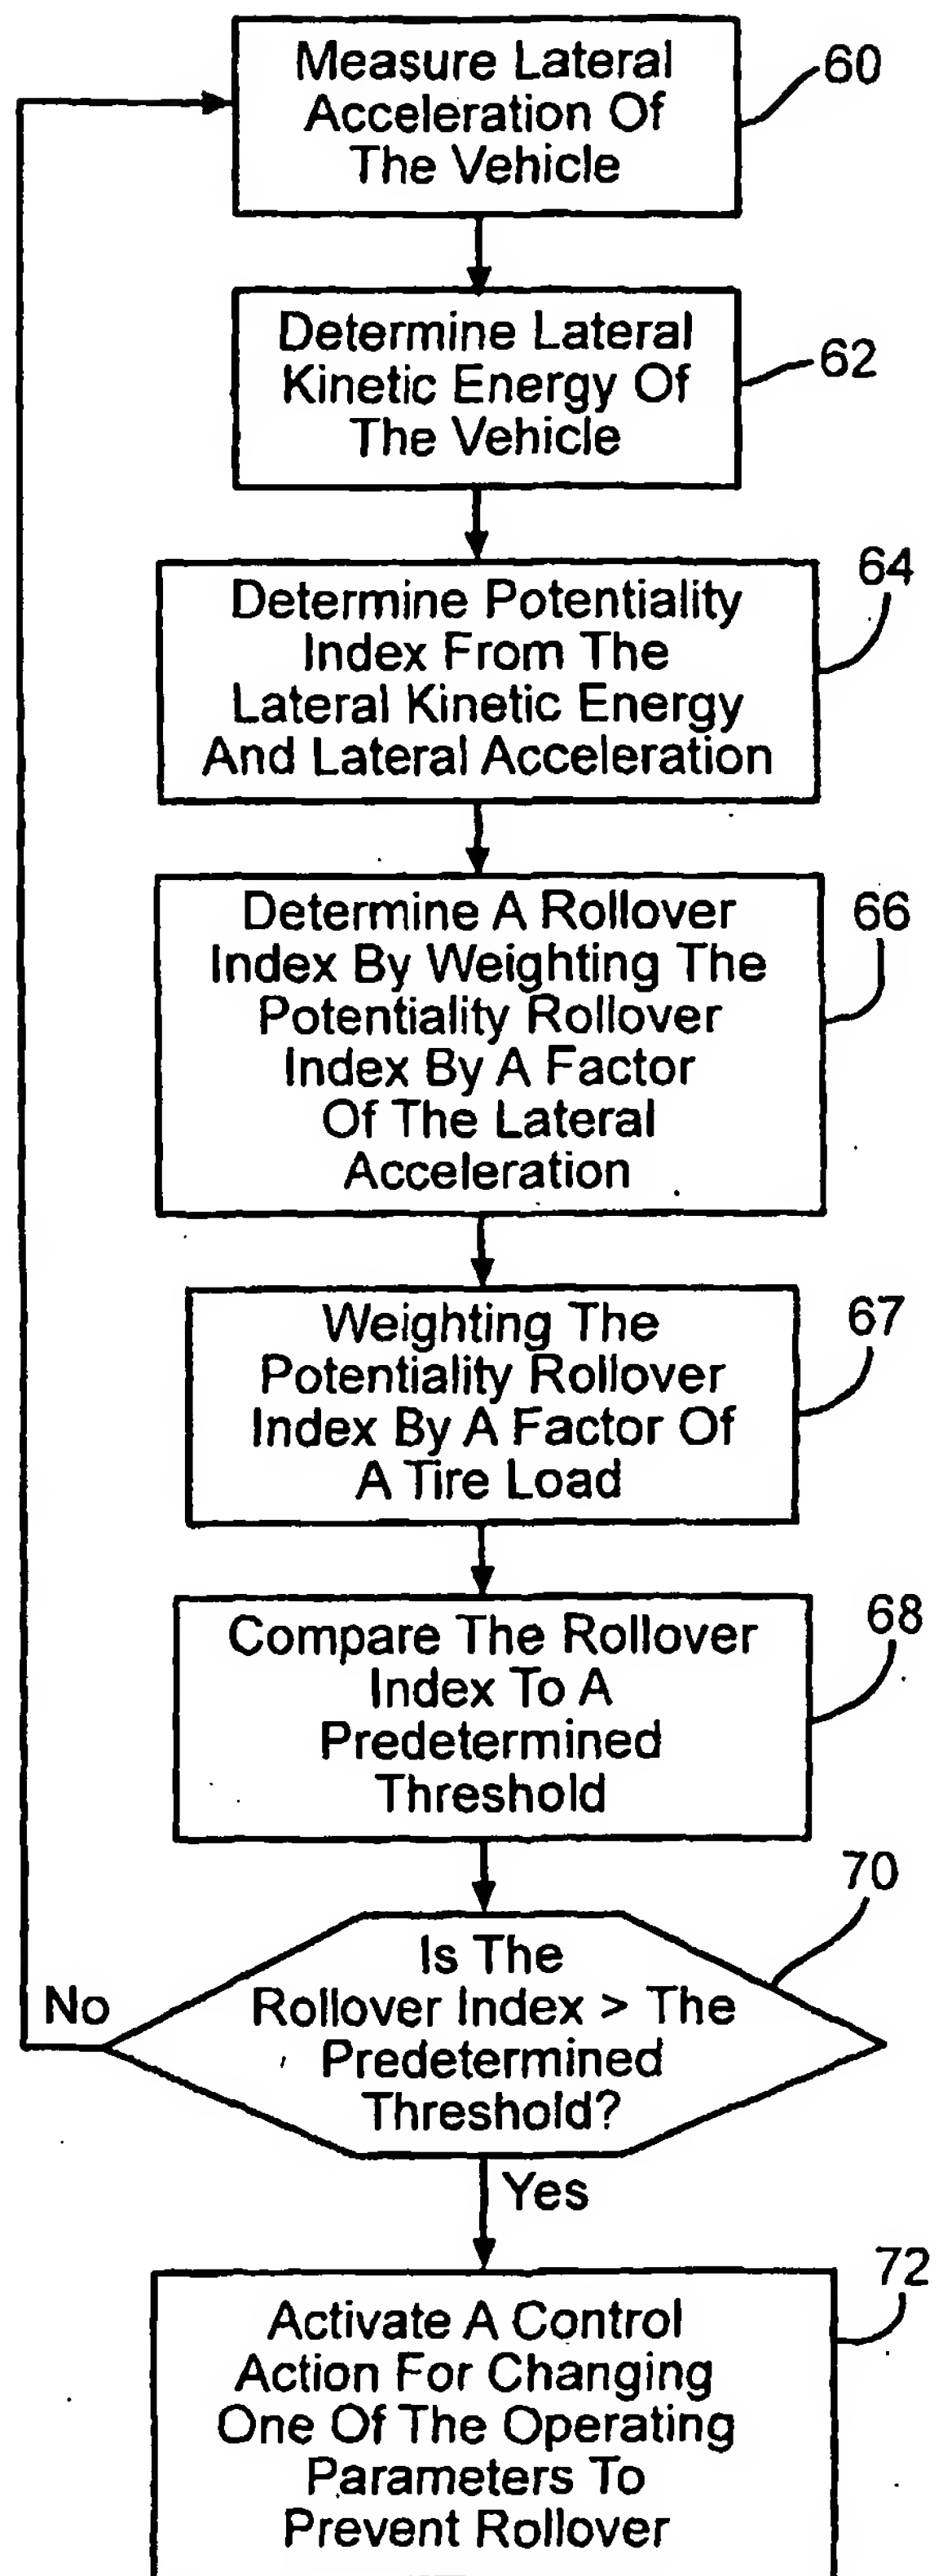 Measure Lateral
Acceleration Of
The Vehicle
60
Determine Lateral
Kinetic Energy Of
The Vehicle
62
Determine Potentiality
Index From The
Lateral Kinetic Energy
And Lateral Acceleration
64
Determine A Rollover
Index By Weighting The
Potentiality Rollover
Index By A Factor
Of The Lateral
Acceleration
66
Weighting The
Potentiality Rollover
Index By A Factor Of
A Tire Load
67
Compare The Rollover
Index To A
Predetermined
Threshold
68
Is The
Rollover Index > The
Predetermined
Threshold?
70
No
Yes
Activate A Control
Action For Changing
One Of The Operating
Parameters To
Prevent Rollover
72